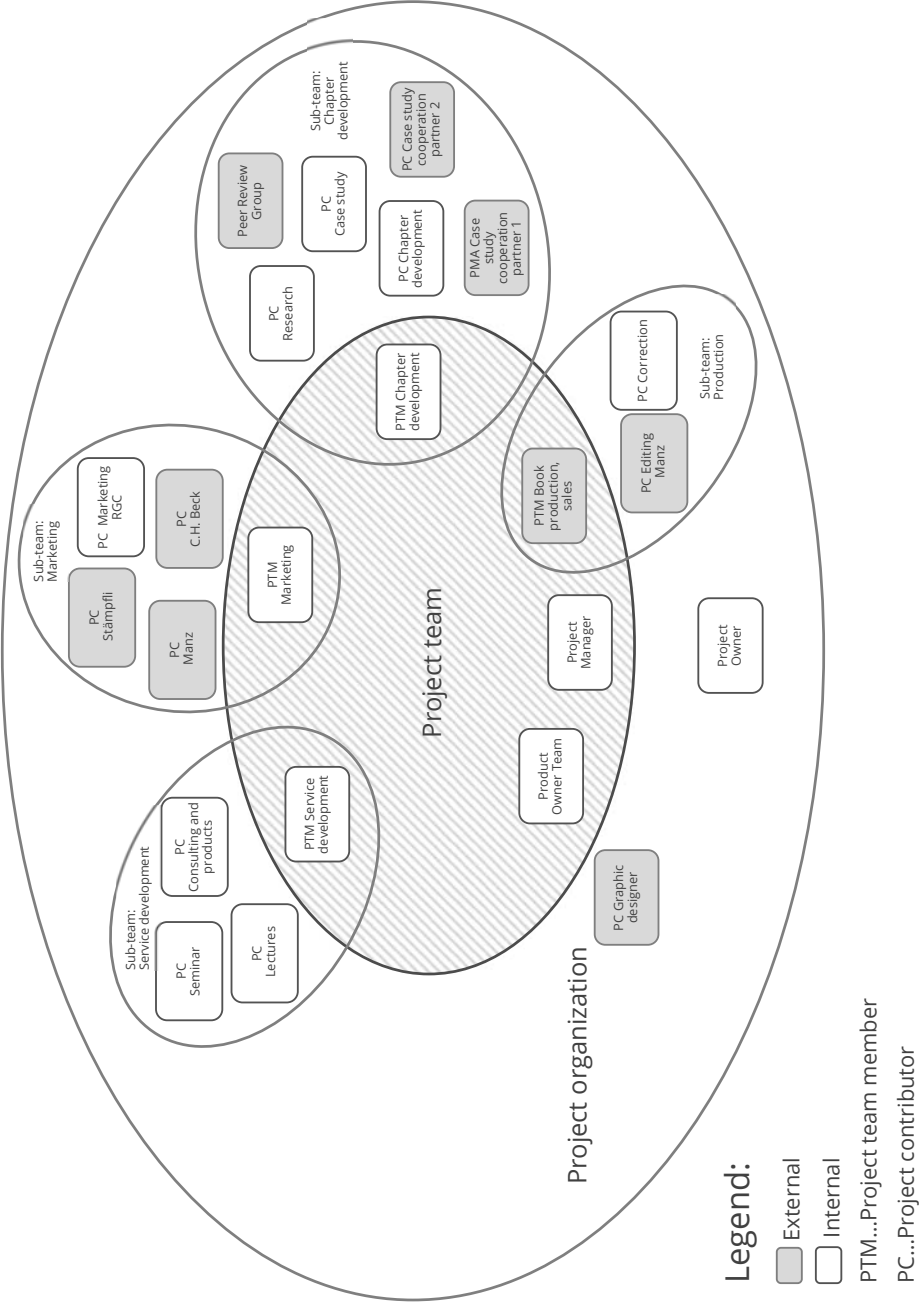 Sub-team:
Service development
PC
Seminar
PC
Consulting and
products
PC
Lectures
PTM Service
development
Sub-team:
Marketing
PC
Stämpfli
PC Marketing
RGC
PC
Manz
PC
C.H. Beck
PTM
Marketing
Peer Review
Group
Sub-team:
Chapter
development
PC
Research
PC
Case study
PC Chapter
development
PC Case study
cooperation
partner 2
PMA Case
study
cooperation
partner 1
PTM Chapter
development
Project team
Product
Owner Team
Project
Manager
PTM Book
production,
sales
PC Editing
Manz
PC Correction
Sub-team:
Production
Project organization
PC Graphic
designer
Project
Owner
Legend:
External
Internal
PTM...Project team member
PC...Project contributor